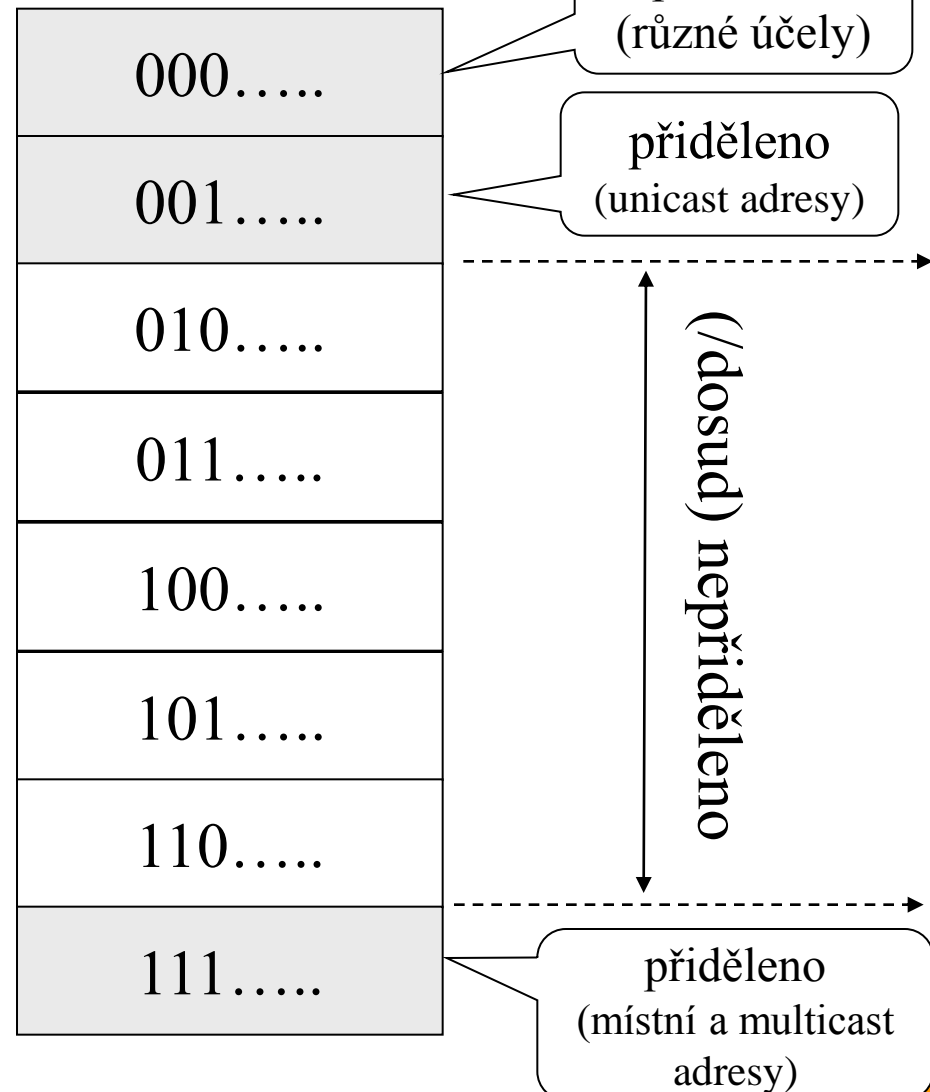 (různé účely)
000…..
přiděleno
(unicast adresy)
001…..
010…..
011…..
100…..
101…..
110…..
(/dosud) nepřiděleno
111…..
přiděleno
(místní a multicast
adresy)